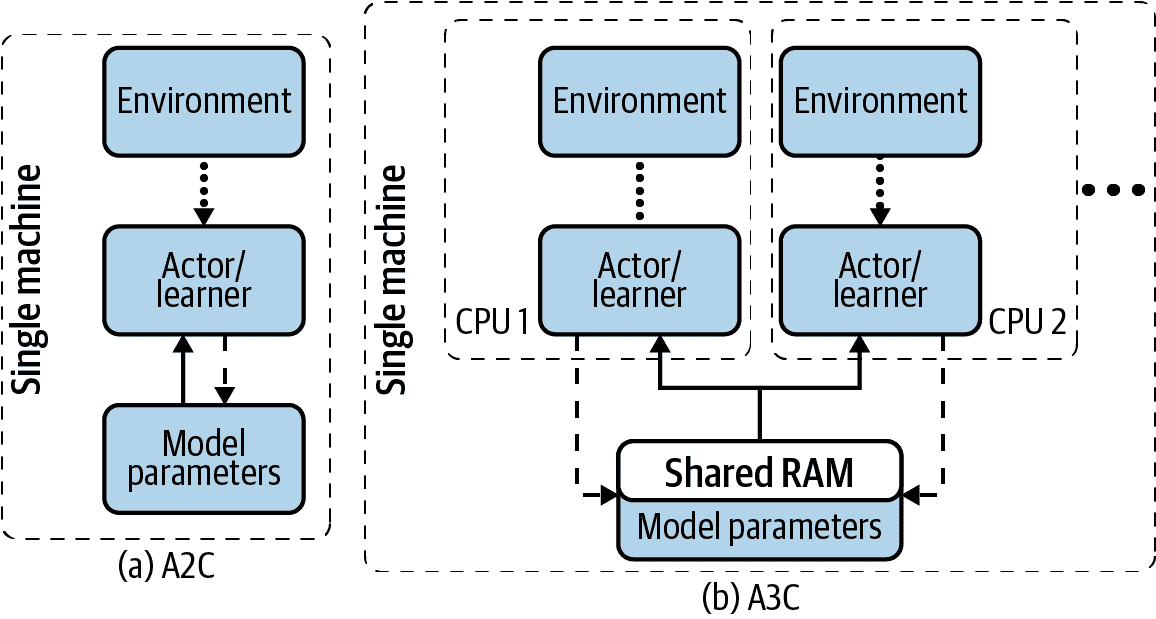 Single machine
Environment
Actor/
learner
Model
parameters
(a) A2C
Single machine
Environment
Actor/
learner
CPU 1
Environment
Actor/
learner
CPU 2
Shared RAM
Model parameters
(b) A3C